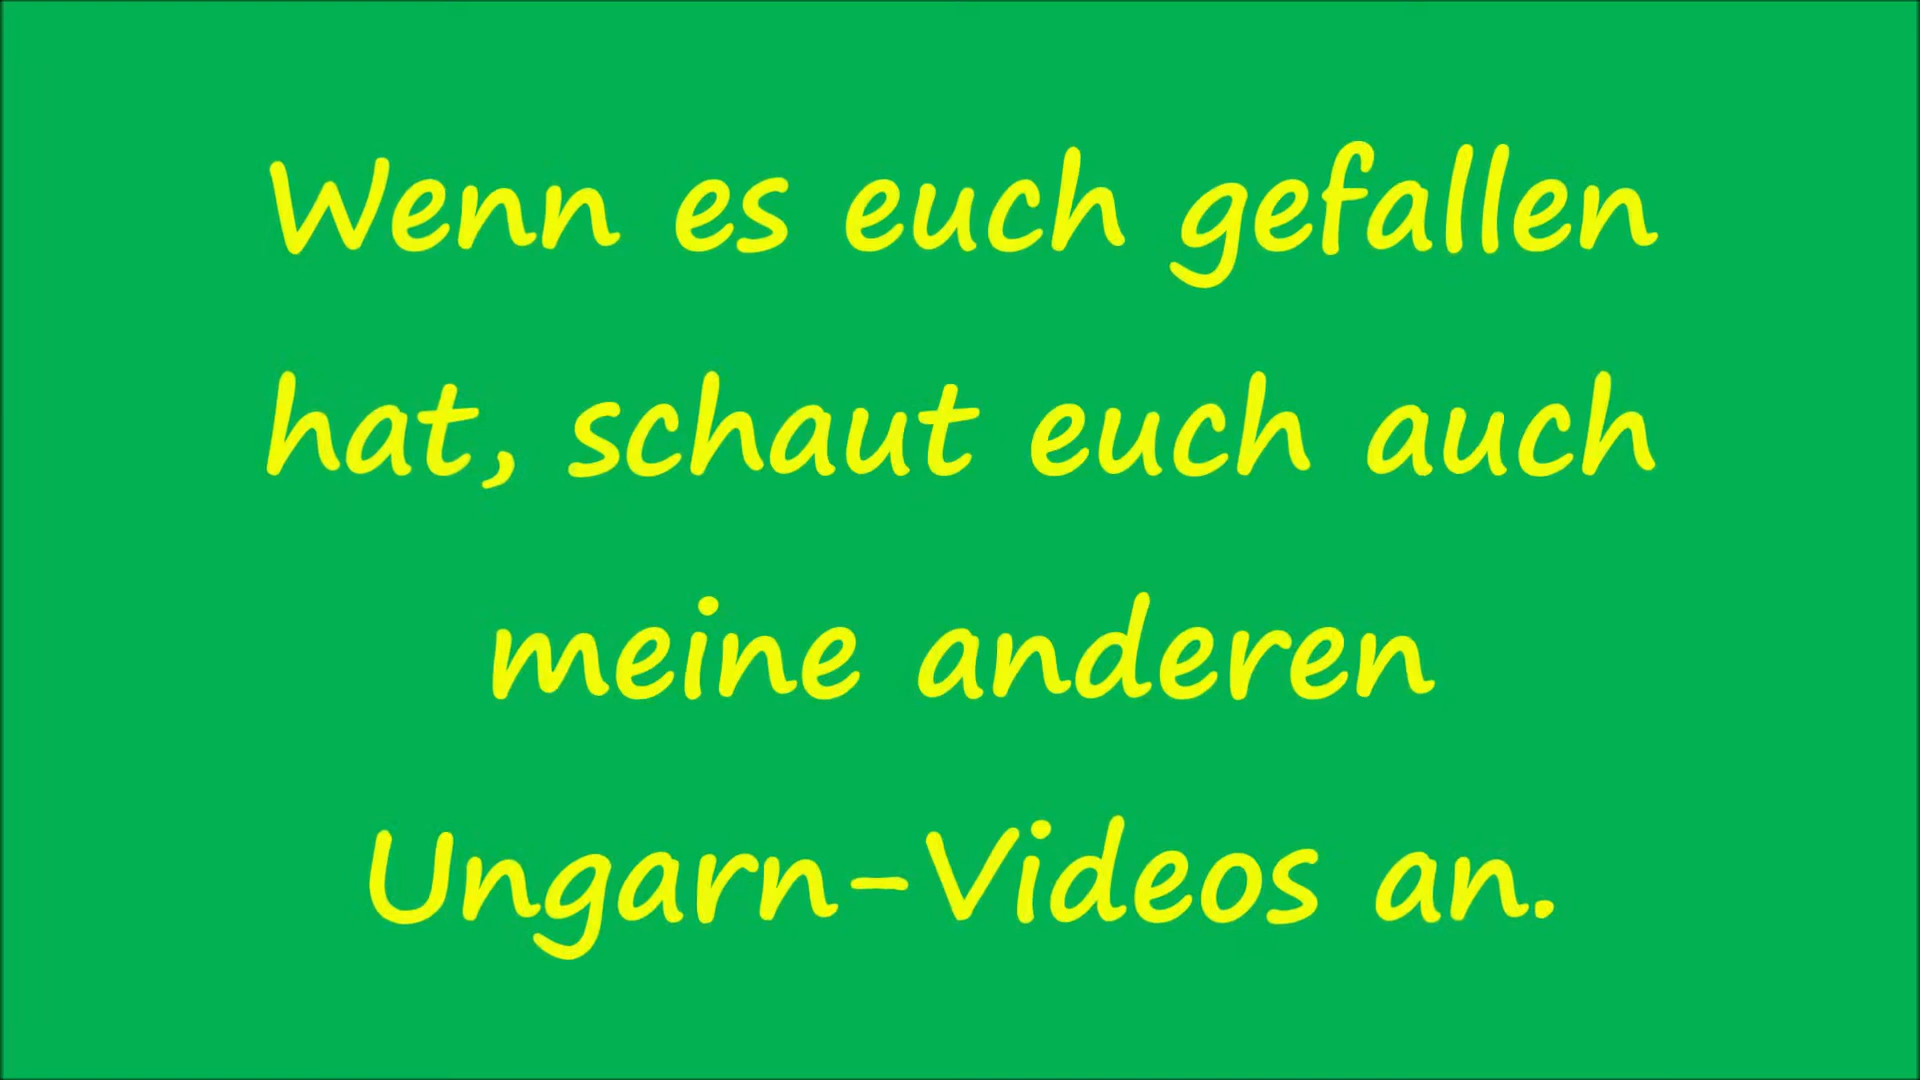 Wenn es euch gefallen
hat, schaut euch auch
meine anderen
Ungarn-Videos an.